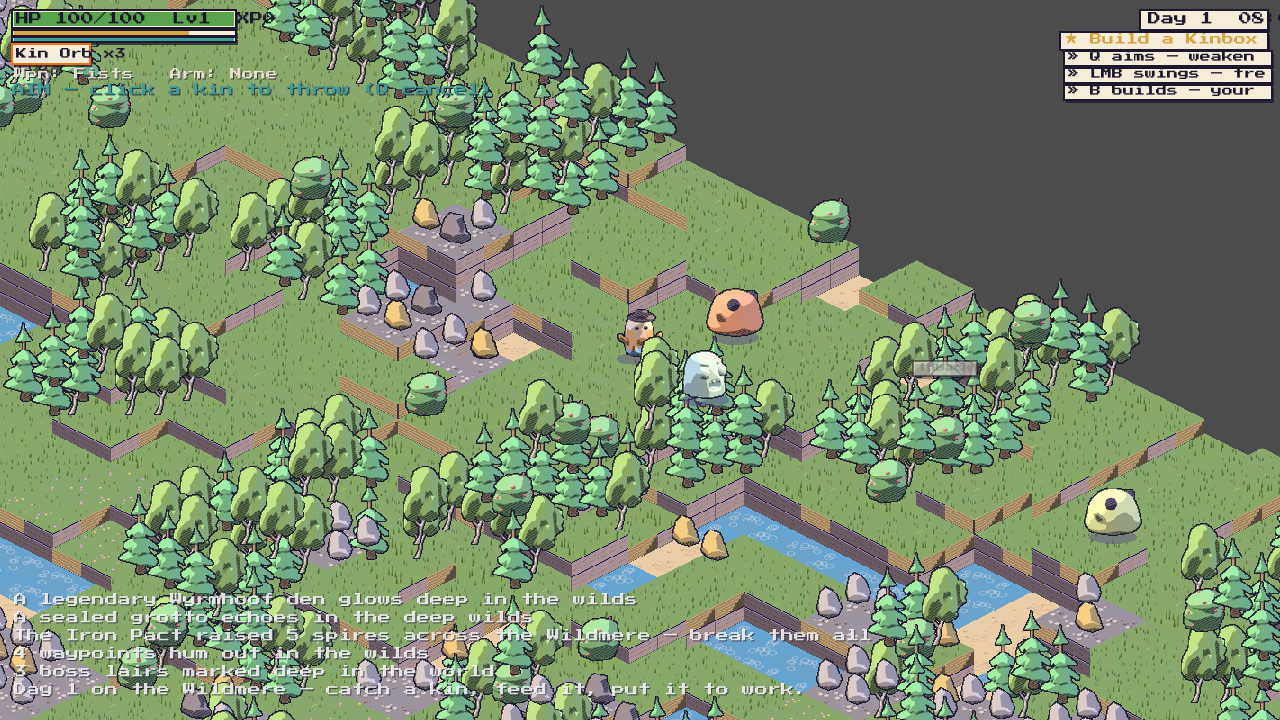 HP 100/100 Lv1 XP0
Kin Orb x3
Wpn: Fists Arm: None
AIM — click a kin to throw (Q cancel)
Day 1 08
★ Build a Kinbox
» Q aims — weaken
» LMB swings — tre
» B builds — your
A legendary Wyrmhoof den glows deep in the wilds
A sealed grotto echoes in the deep wilds
The Iron Pact raised 5 spires across the Wildmere — break them all
4 waypoints hum out in the wilds
3 boss lairs marked deep in the world
Day 1 on the Wildmere — catch a kin, feed it, put it to work.